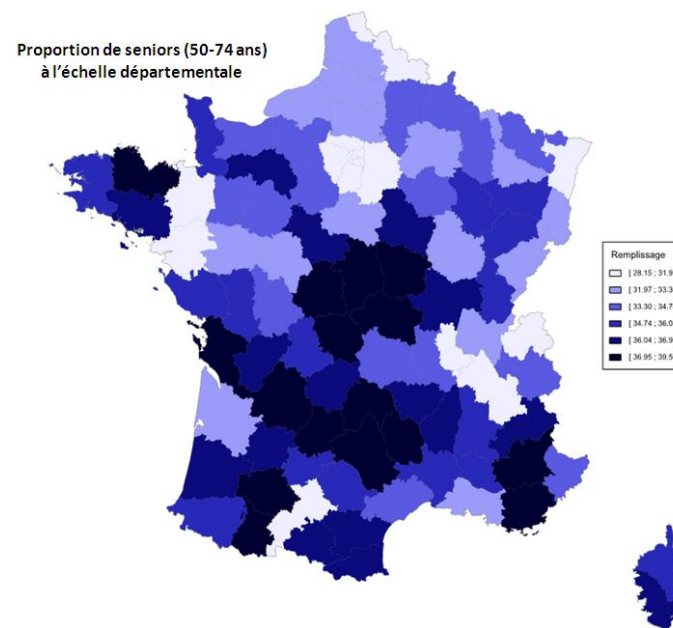 Proportion de seniors (50-74 ans)
à l'échelle départementale
Remplissage
[ 28.15 ; 31.9
[ 31.97 ; 33.3
[ 33.30 ; 34.7
[ 34.74 ; 36.0
[ 36.04 ; 36.9
[ 36.95 ; 39.5